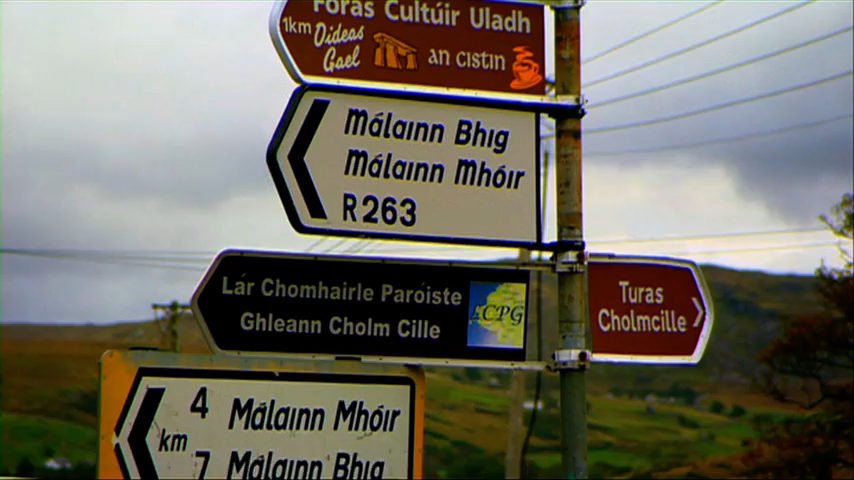 Foras Cultúir Uladh
1km Oideas Gael an cistin
Málainn Bhig
Málainn Mhóir
R263
Lár Chomhairle Paróiste
Ghleann Cholm Cille
LCPG
Turas
Cholmcille
4 km Málainn Mhóir
7 Málainn Bhig